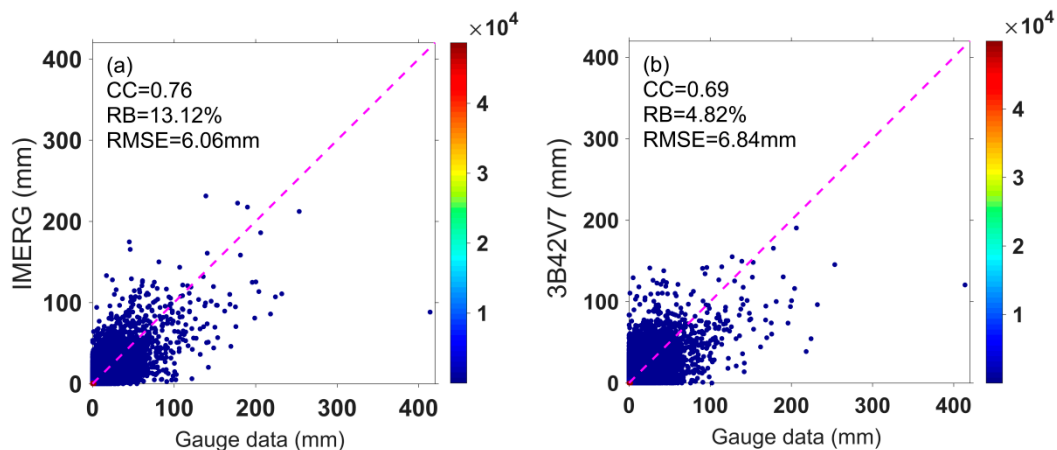 (a)
CC=0.76
RB=13.12%
RMSE=6.06mm
IMERG (mm)
400
300
200
100
0
0 100 200 300 400
Gauge data (mm)
×10⁴
4
3
2
1
(b)
CC=0.69
RB=4.82%
RMSE=6.84mm
3B42V7 (mm)
400
300
200
100
0
0 100 200 300 400
Gauge data (mm)
×10⁴
4
3
2
1